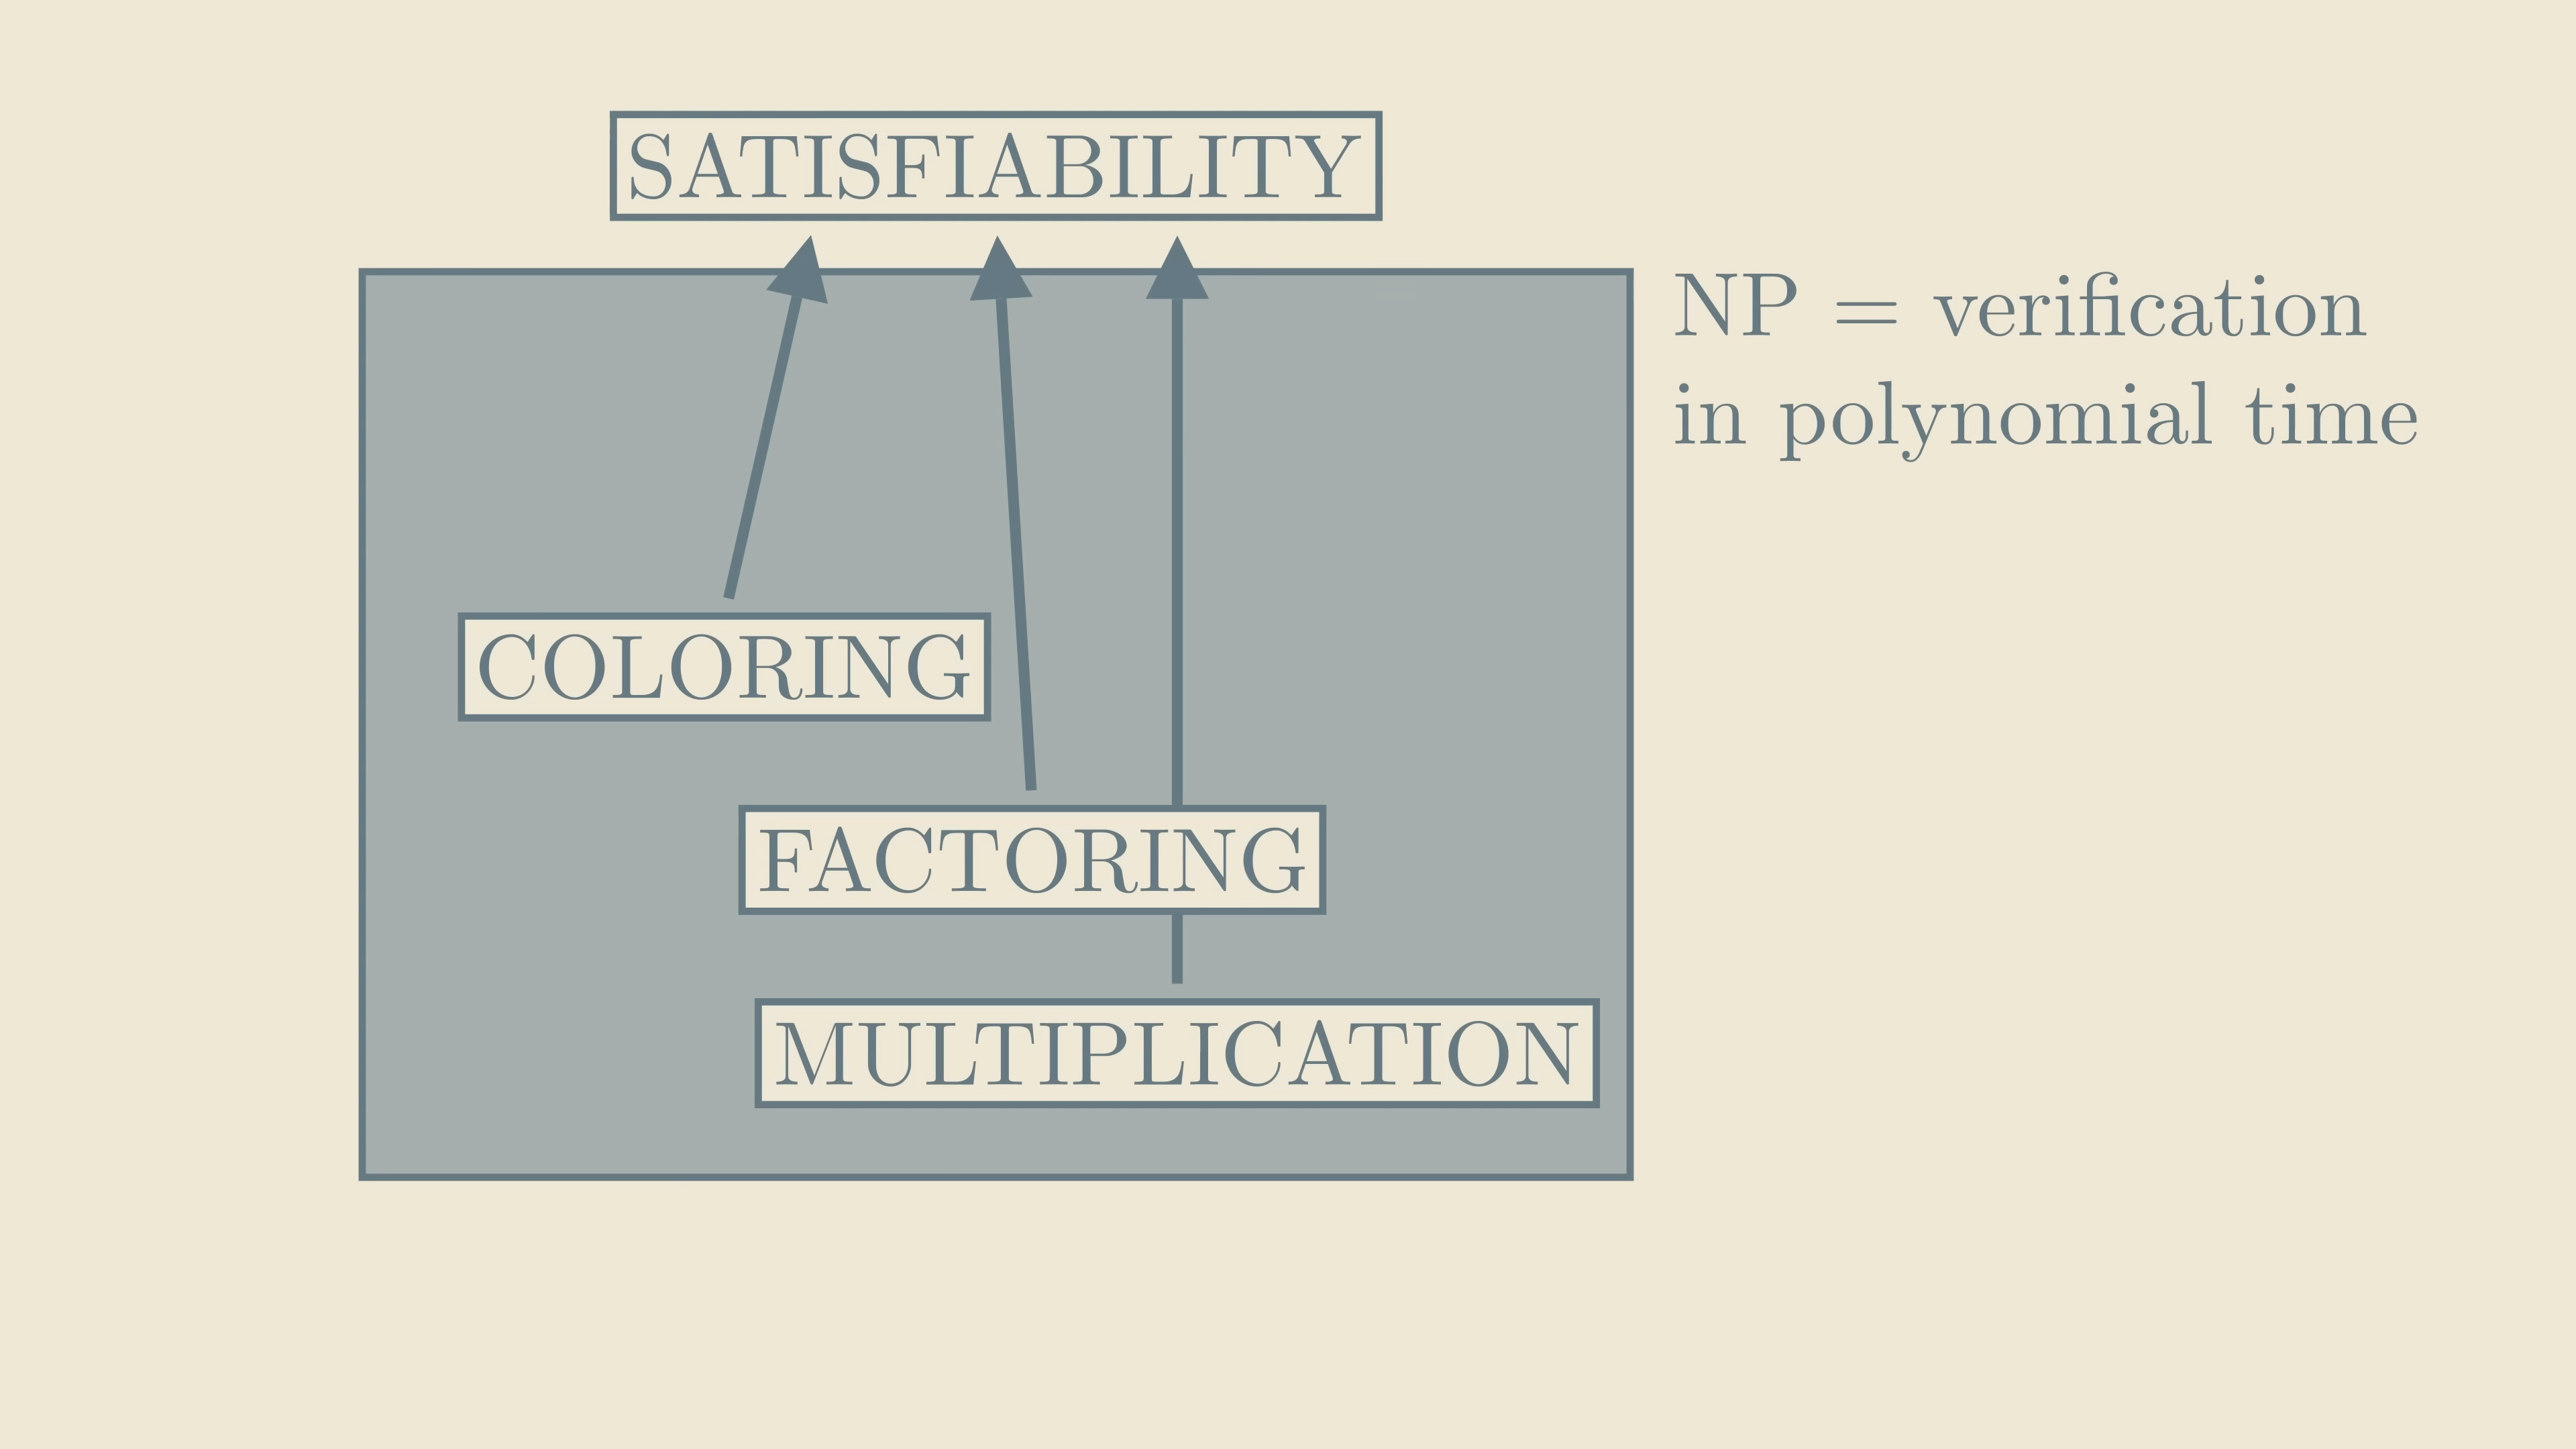 SATISFIABILITY
NP = verification
in polynomial time
COLORING
FACTORING
MULTIPLICATION